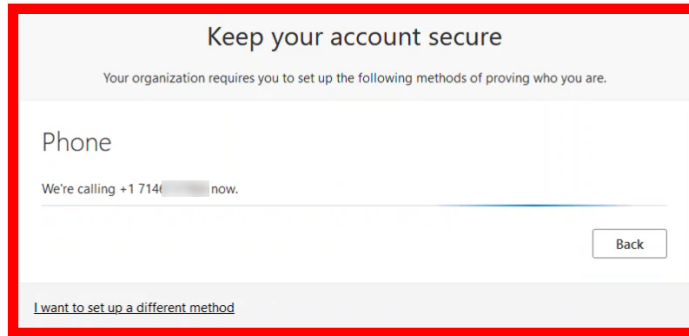 Keep your account secure
Your organization requires you to set up the following methods of proving who you are.
Phone
We're calling +1 714 now.
Back
I want to set up a different method